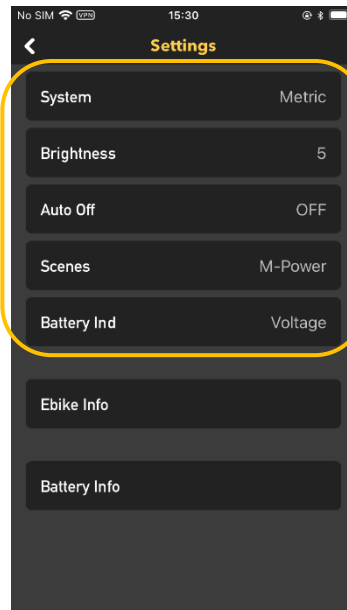 No SIM VPN 15:30
Settings
System Metric
Brightness 5
Auto Off OFF
Scenes M-Power
Battery Ind Voltage
Ebike Info
Battery Info